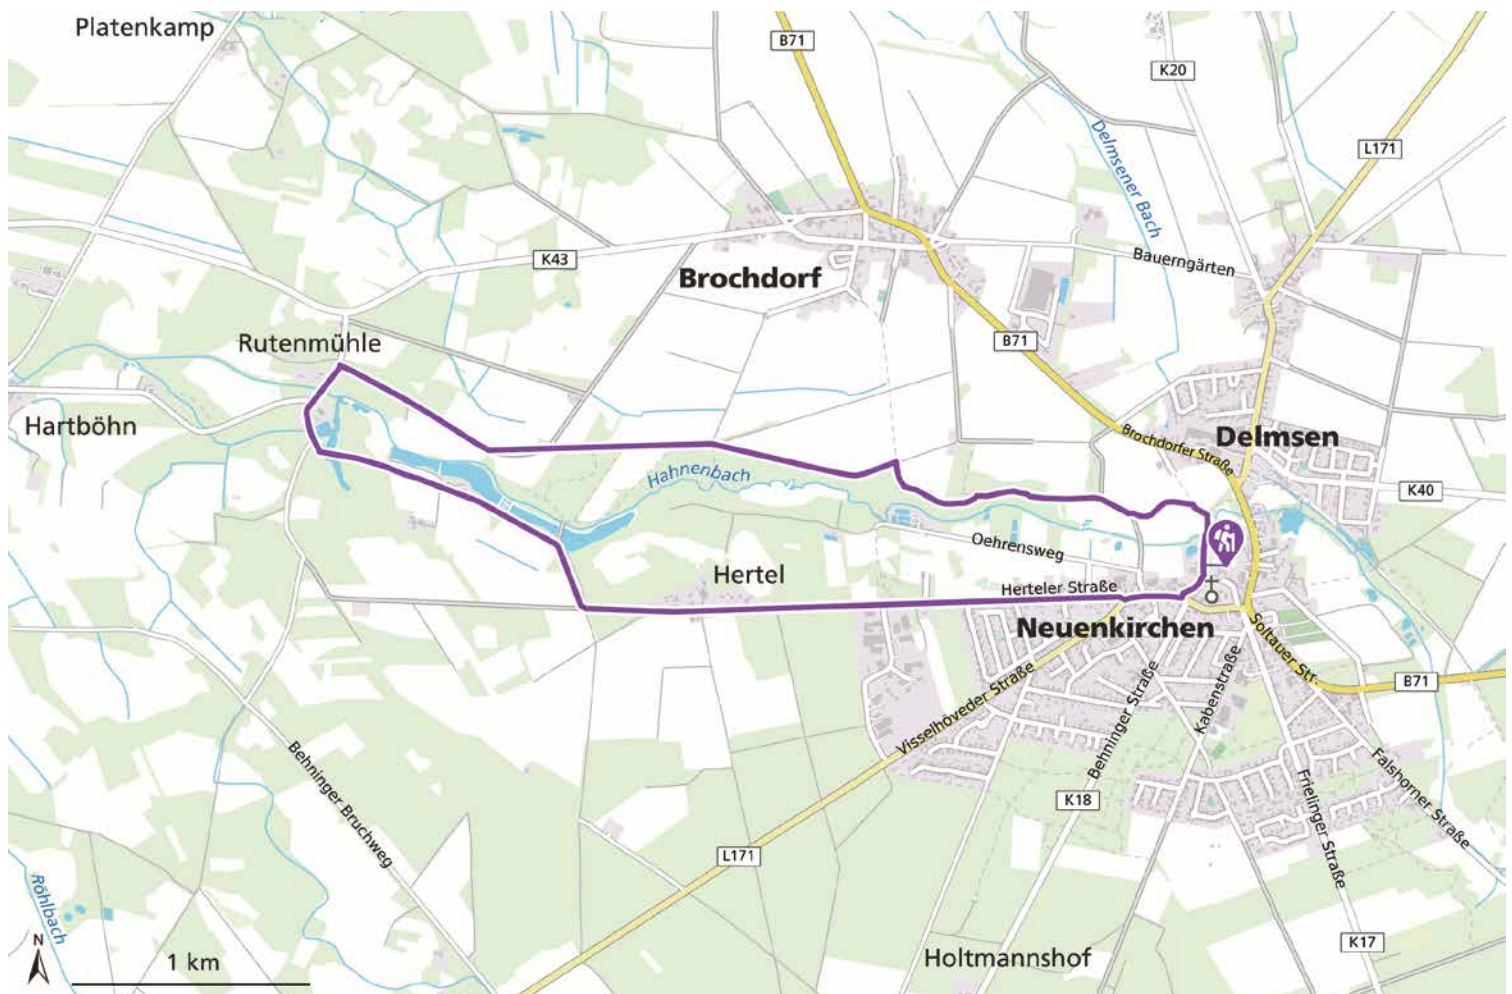 Platenkamp
B71
K20
Delmsener Bach
L171
Bauerngärten
K43
Brochdorf
B71
Rutenmühle
Hartböhn
Brochdorfer Straße
Delmsen
Hahnenbach
K40
Oehrensweg
Hertel
Herteler Straße
Neuenkirchen
Soltauer Str.
B71
Visselhöveder Straße
Behninger Straße
Kabenstraße
Behninger Bruchweg
K18
Frielinger Straße
Falshorner Straße
L171
Röhlbach
N
1 km
Holtmannshof
K17